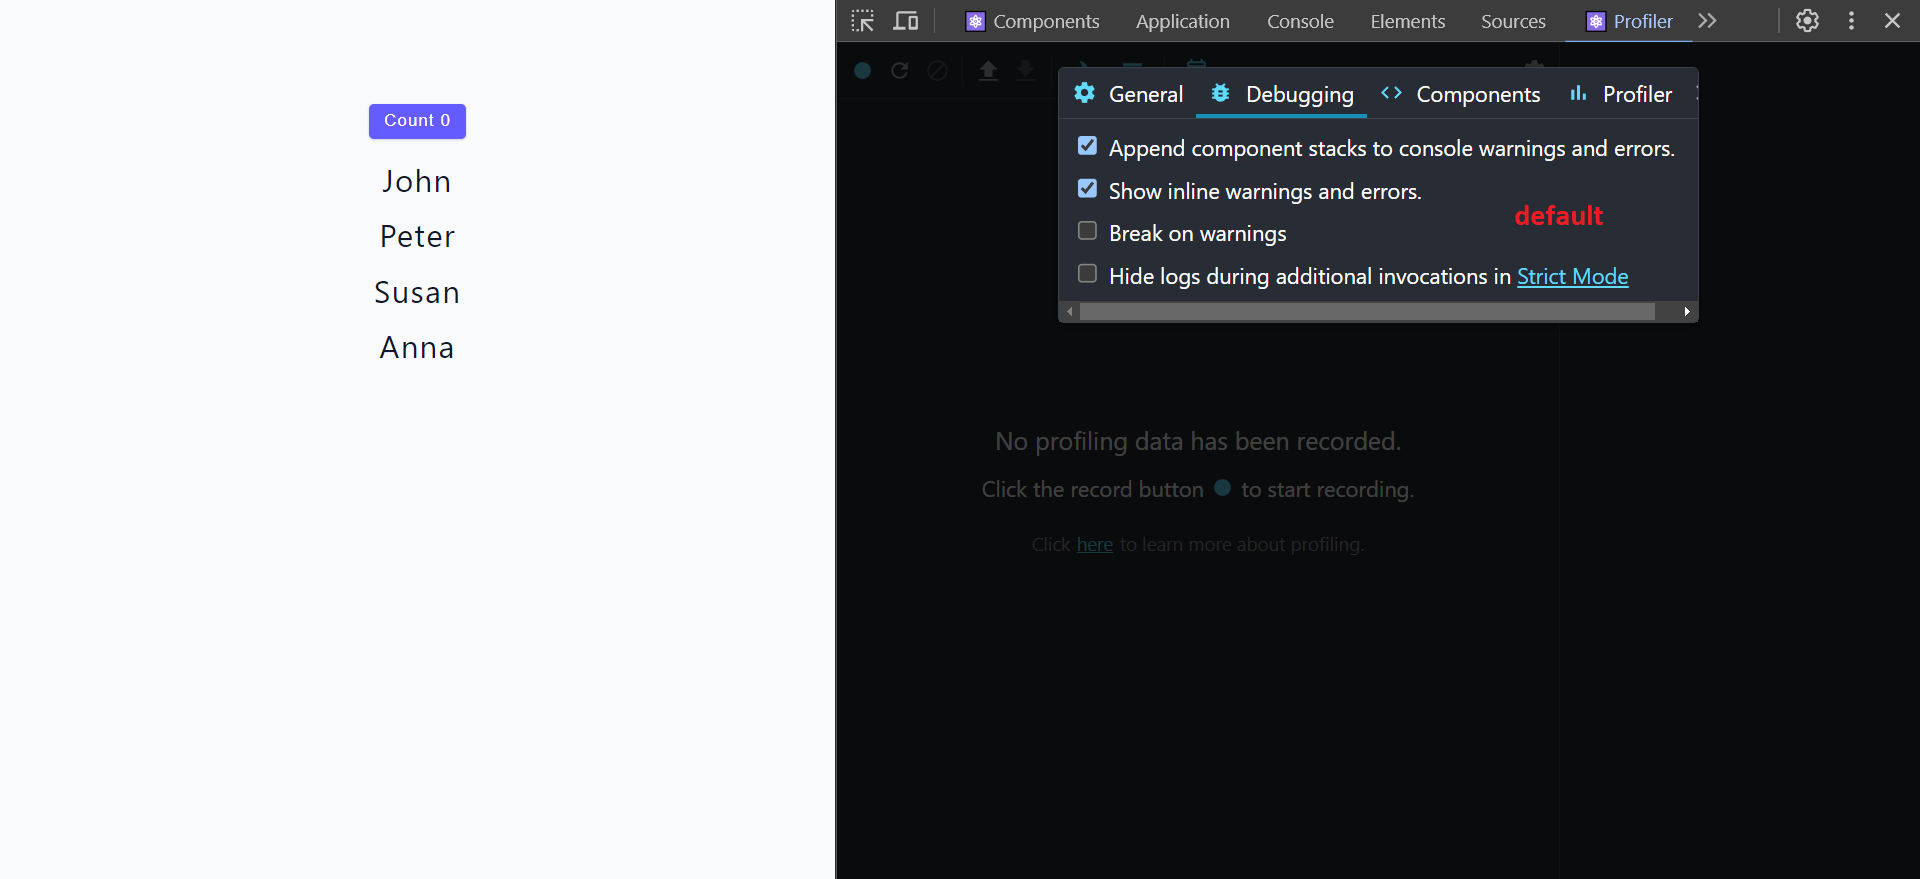 Components Application Console Elements Sources Profiler
Count 0
John
Peter
Susan
Anna
General Debugging Components Profiler
Append component stacks to console warnings and errors.
Show inline warnings and errors.
default
Break on warnings
Hide logs during additional invocations in Strict Mode
No profiling data has been recorded.
Click the record button to start recording.
Click here to learn more about profiling.